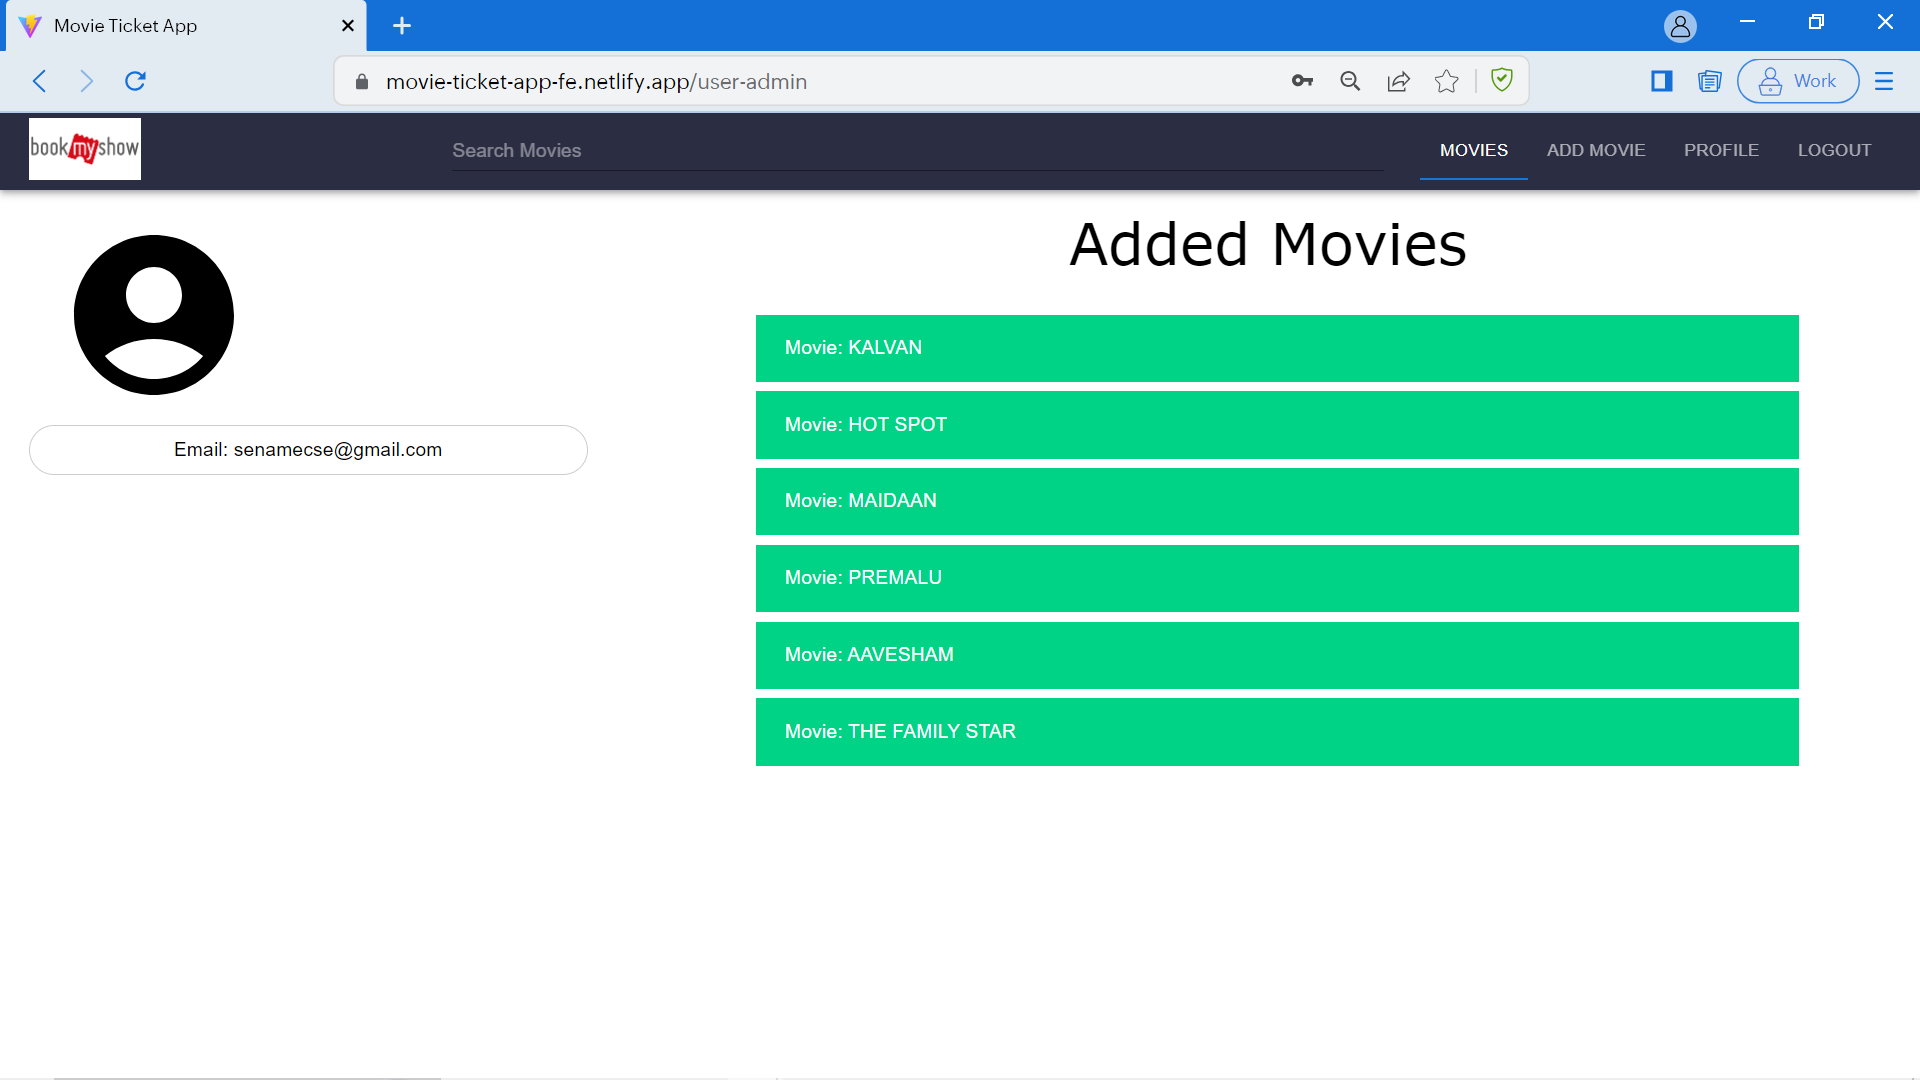 Movie Ticket App
movie-ticket-app-fe.netlify.app/user-admin
Work
bookmyshow
Search Movies
MOVIES
ADD MOVIE
PROFILE
LOGOUT
Added Movies
Email: senamecse@gmail.com
Movie: KALVAN
Movie: HOT SPOT
Movie: MAIDAAN
Movie: PREMALU
Movie: AAVESHAM
Movie: THE FAMILY STAR